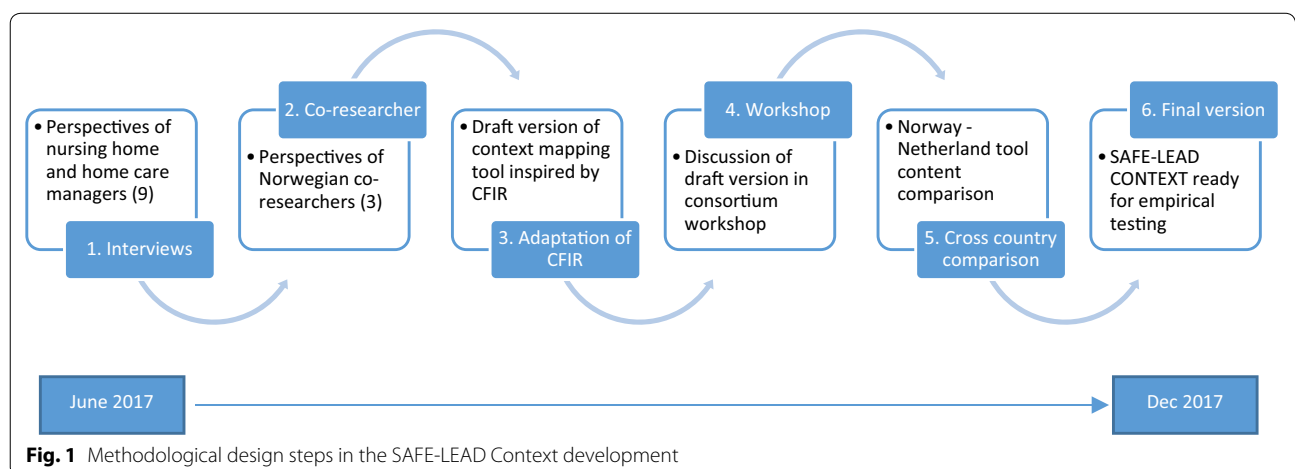 • Perspectives of
nursing home
and home care
managers (9)
1. Interviews
2. Co-researcher
• Perspectives of
Norwegian co-
researchers (3)
• Draft version of
context mapping
tool inspired by
CFIR
3. Adaptation of
CFIR
4. Workshop
• Discussion of
draft version in
consortium
workshop
• Norway -
Netherland tool
content
comparison
5. Cross country
comparison
6. Final version
• SAFE-LEAD
CONTEXT ready
for empirical
testing
June 2017
Dec 2017
Fig. 1 Methodological design steps in the SAFE-LEAD Context development